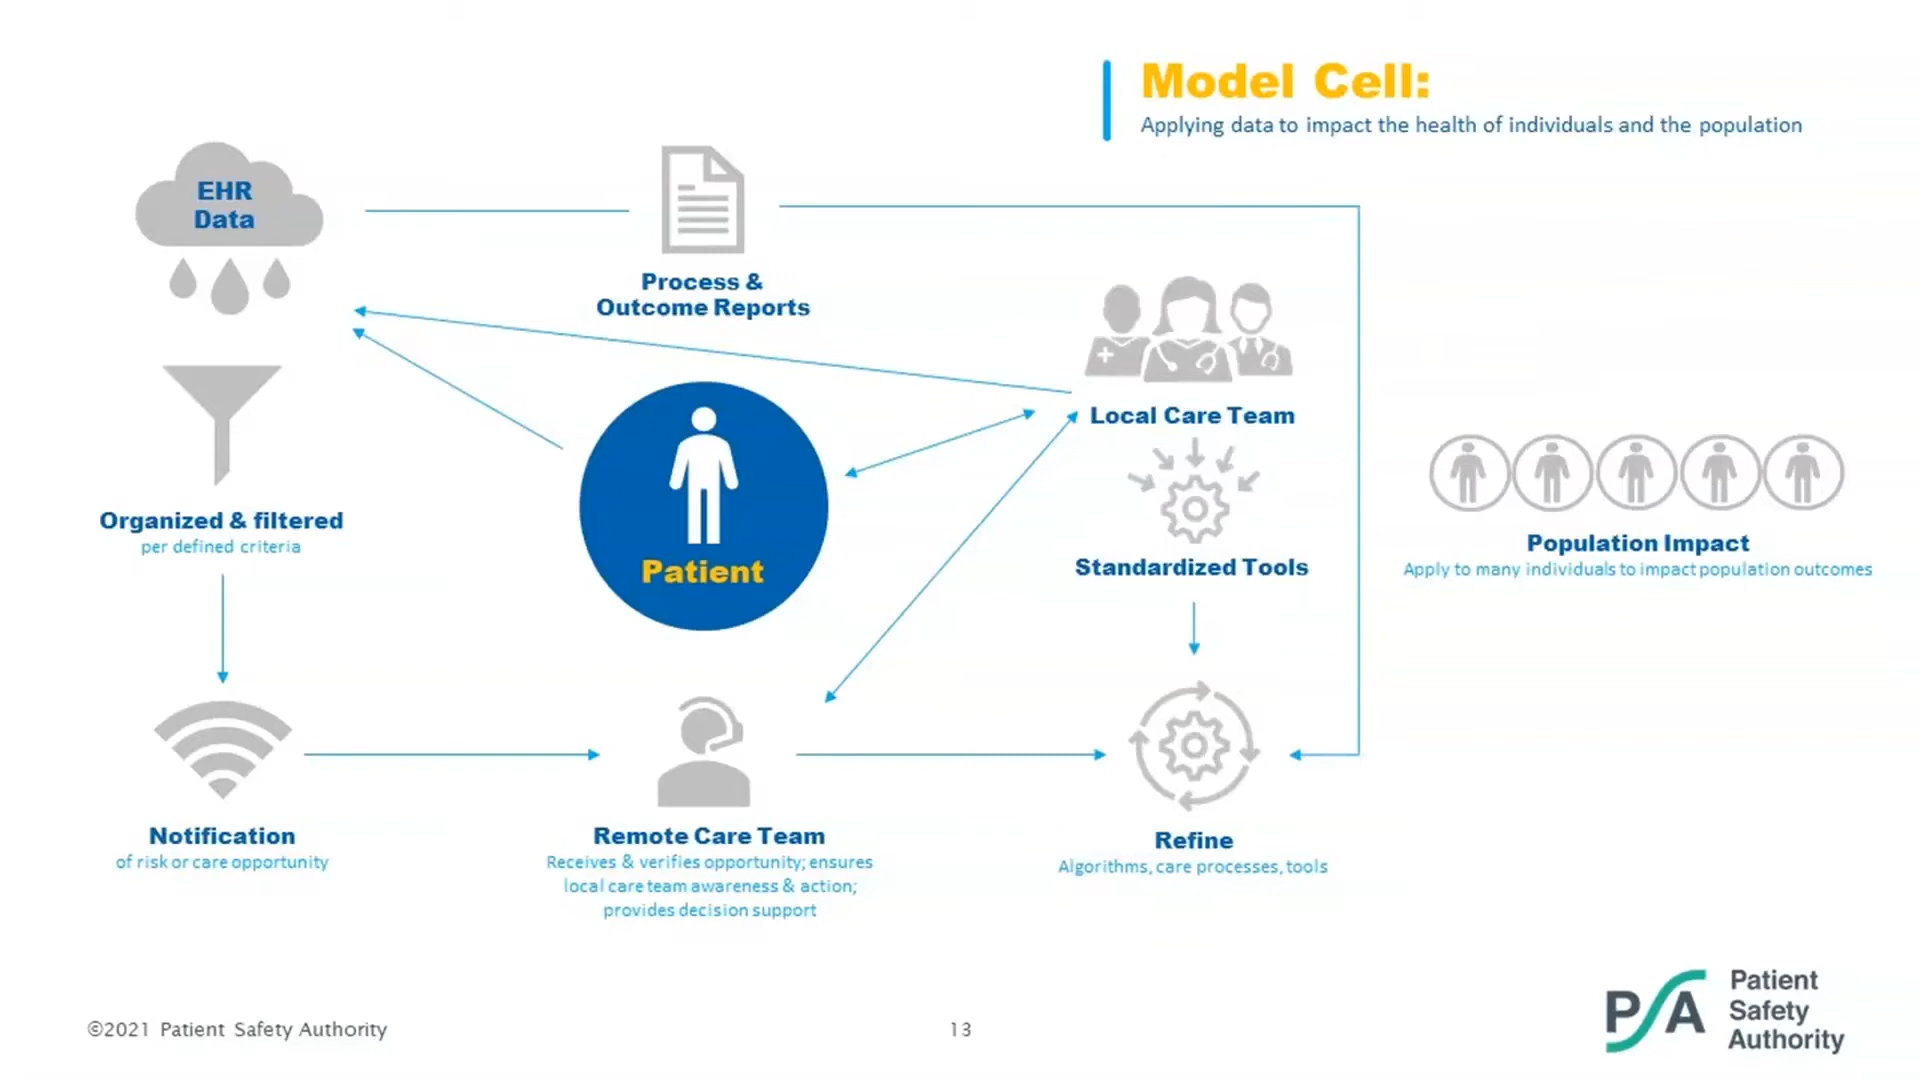 Model Cell:
Applying data to impact the health of individuals and the population
EHR
Data
Process &
Outcome Reports
Local Care Team
Organized & filtered
per defined criteria
Patient
Standardized Tools
Population Impact
Apply to many individuals to impact population outcomes
Notification
of risk or care opportunity
Remote Care Team
Receives & verifies opportunity; ensures
local care team awareness & action;
provides decision support
Refine
Algorithms, care processes, tools
©2021 Patient Safety Authority
13
PSA
Patient
Safety
Authority